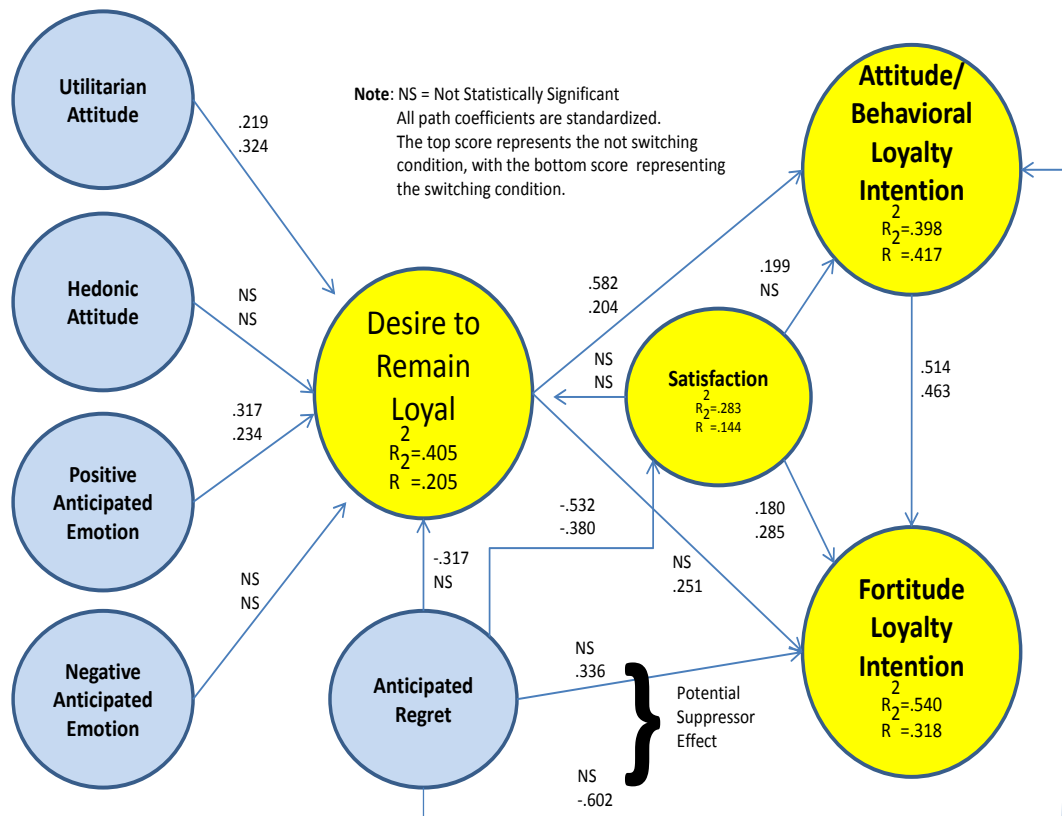 Utilitarian
Attitude
Hedonic
Attitude
Positive
Anticipated
Emotion
Negative
Anticipated
Emotion
.219
.324
NS
NS
.317
.234
NS
NS
Note: NS = Not Statistically Significant
All path coefficients are standardized.
The top score represents the not switching
condition, with the bottom score representing
the switching condition.
Desire to
Remain
Loyal
2
R =.405
2
R =.205
-.317
NS
Anticipated
Regret
-.532
-.380
.582
.204
NS
NS
Satisfaction
2
R =.283
2
R =.144
.199
NS
.180
.285
NS
.251
NS
.336
}
Potential
Suppressor
Effect
NS
-.602
Attitude/
Behavioral
Loyalty
Intention
2
R =.398
2
R =.417
.514
.463
Fortitude
Loyalty
Intention
2
R =.540
2
R =.318